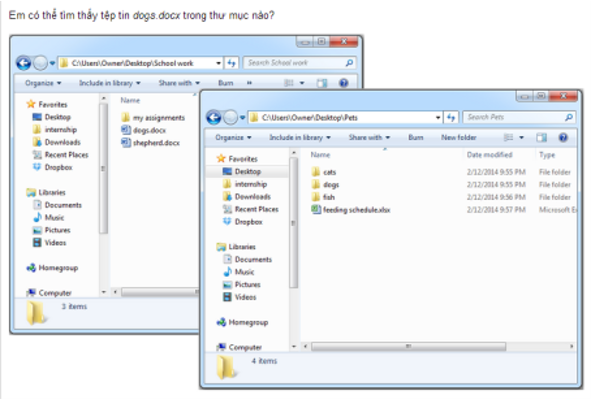 Em có thể tìm thấy tệp tin dogs.docx trong thư mục nào?
C:\Users\Owner\Desktop\School work
Search School work
Organize
Include in library
Share with
Burn
»
Favorites
Desktop
internship
Downloads
Recent Places
Dropbox
Libraries
Documents
Music
Pictures
Videos
Homegroup
Computer
Name
my assignments
dogs.docx
shepherd.docx
3 items
C:\Users\Owner\Desktop\Pets
Search Pets
Organize
Include in library
Share with
Burn
New folder
Favorites
Desktop
internship
Downloads
Recent Places
Dropbox
Libraries
Documents
Music
Pictures
Videos
Homegroup
Computer
Name Date modified Type
cats 2/12/2014 9:55 PM File folder
dogs 2/12/2014 9:55 PM File folder
fish 2/12/2014 9:56 PM File folder
feeding schedule.xlsx 2/12/2014 9:57 PM Microsoft E
4 items